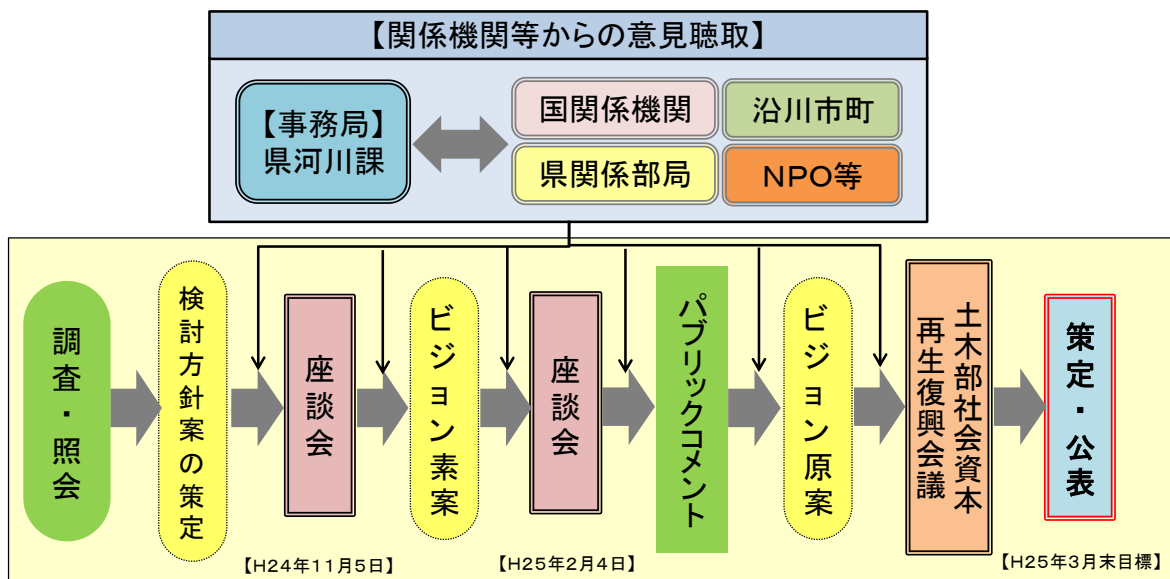 【関係機関等からの意見聴取】
【事務局】
県河川課
国関係機関
沿川市町
県関係部局
NPO等
調査・照会
検討方針案の策定
座談会
ビジョン素案
座談会
パブリックコメント
ビジョン原案
土木部社会資本
再生復興会議
策定・公表
【H24年11月5日】
【H25年2月4日】
【H25年3月末目標】